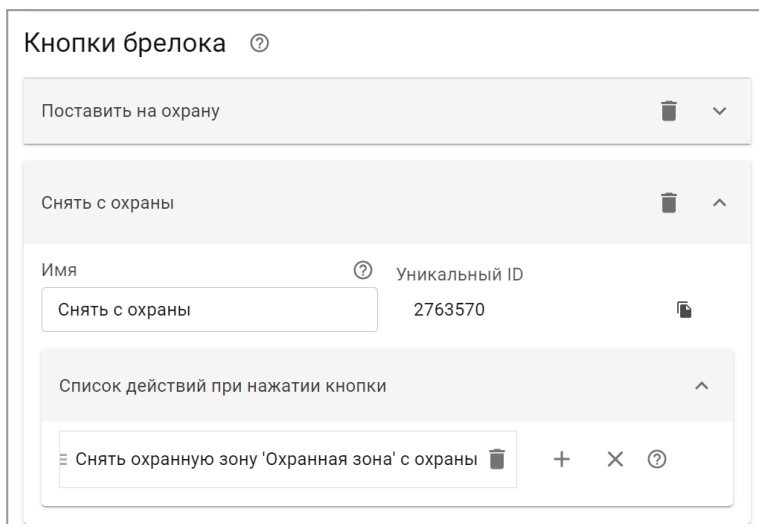 Кнопки брелока
Поставить на охрану
Снять с охраны
Имя
Уникальный ID
Снять с охраны
2763570
Список действий при нажатии кнопки
Снять охранную зону 'Охранная зона' с охраны